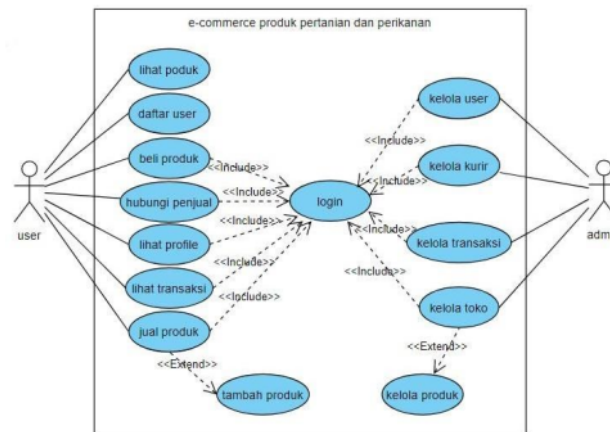 e-commerce produk pertanian dan perikanan
lihat poduk
daftar user
beli produk
hubungi penjual
lihat profile
lihat transaksi
jual produk
tambah produk
login
kelola user
kelola kurir
kelola transaksi
kelola toko
kelola produk
<<Include>>
<<Include>>
<<Include>>
<<Include>>
<<Include>>
<<Extend>>
<<Include>>
<<Include>>
<<Include>>
<<Include>>
<<Extend>>
user
adm